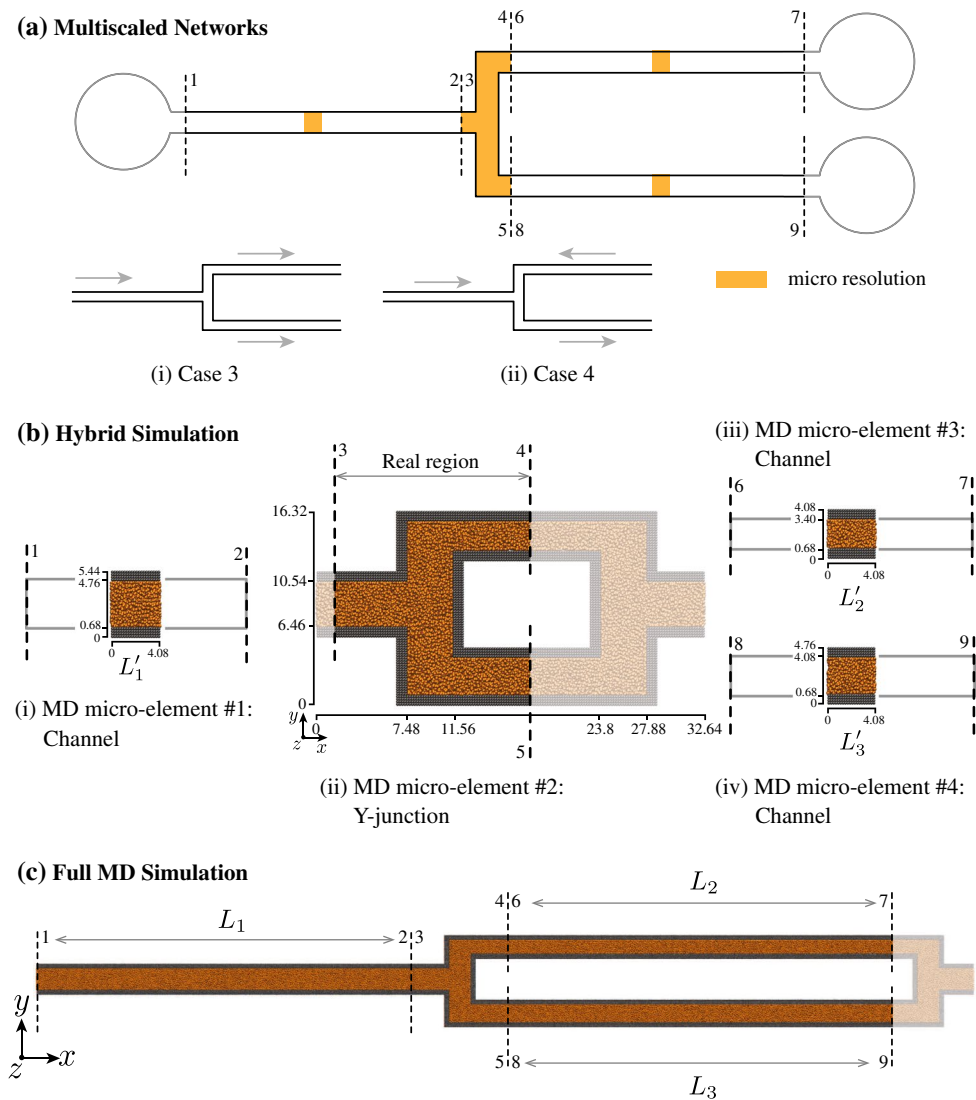 (a) Multiscaled Networks
1
2 3
4 6
7
5 8
9
(i) Case 3
(ii) Case 4
micro resolution
(b) Hybrid Simulation
1
2
5.44
4.76
0.68
0
0 4.08
L′₁
(i) MD micro-element #1:
Channel
3
4
Real region
16.32
10.54
6.46
0
y
z x
0 7.48 11.56 23.8 27.88 32.64
5
(ii) MD micro-element #2:
Y-junction
(iii) MD micro-element #3:
Channel
6
7
4.08
3.40
0.68
0
0 4.08
L′₂
8
9
4.76
4.08
0.68
0
0 4.08
L′₃
(iv) MD micro-element #4:
Channel
(c) Full MD Simulation
L₁
1
2 3
4 6
L₂
7
y
z x
5 8
L₃
9